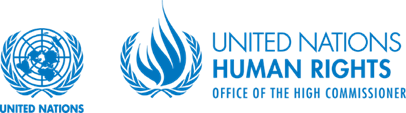 UNITED NATIONS
UNITED NATIONS
HUMAN RIGHTS
OFFICE OF THE HIGH COMMISSIONER